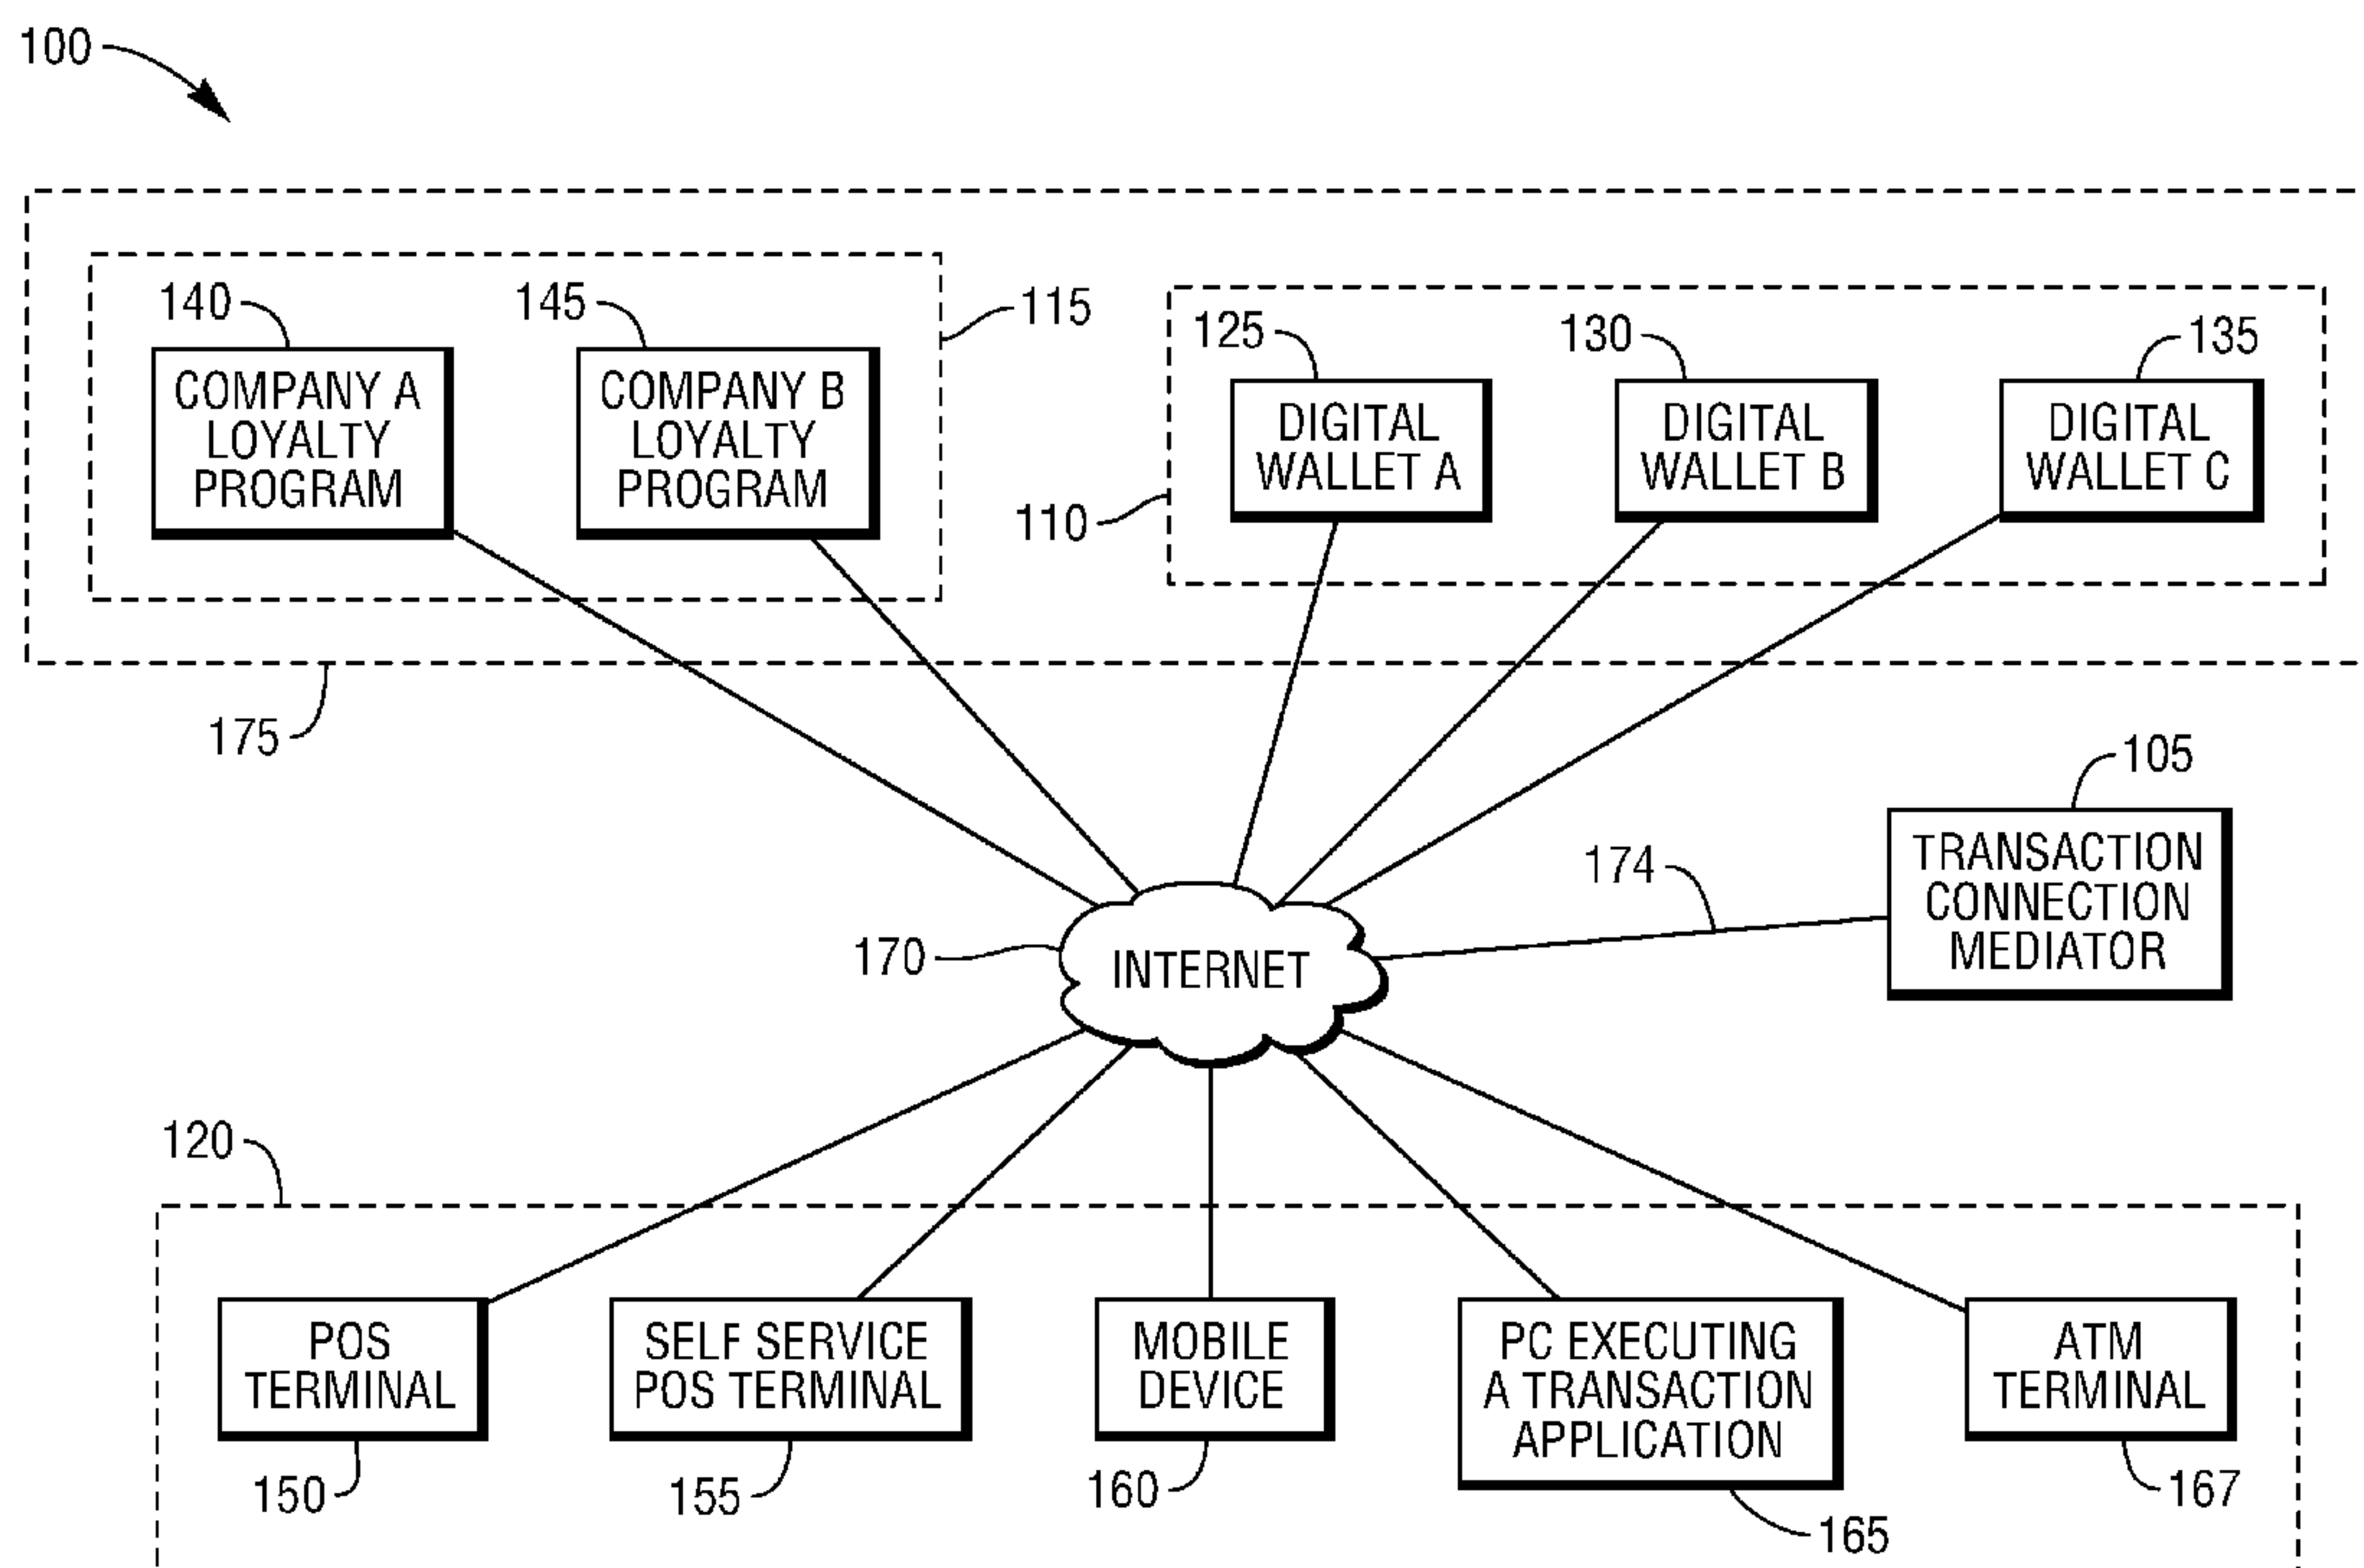 100
140
145
115
125
130
135
COMPANY A
LOYALTY
PROGRAM
COMPANY B
LOYALTY
PROGRAM
DIGITAL
WALLET A
DIGITAL
WALLET B
DIGITAL
WALLET C
110
175
105
TRANSACTION
CONNECTION
MEDIATOR
174
170
INTERNET
120
POS
TERMINAL
SELF SERVICE
POS TERMINAL
MOBILE
DEVICE
PC EXECUTING
A TRANSACTION
APPLICATION
ATM
TERMINAL
150
155
160
165
167